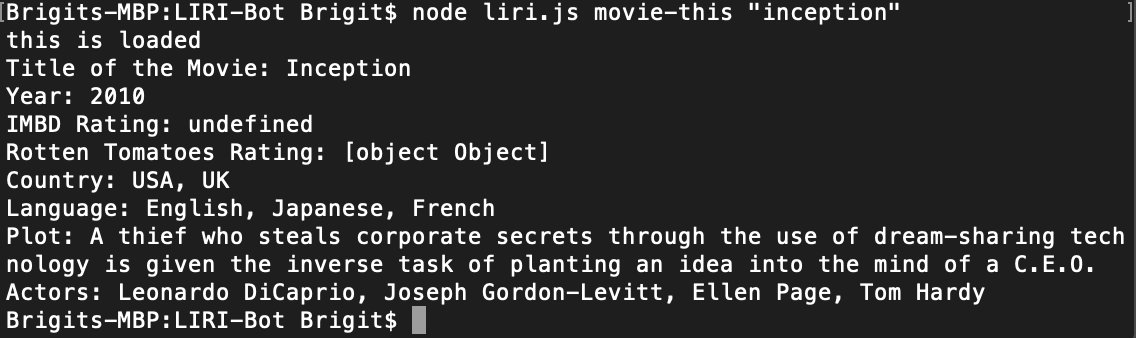 [Brigits-MBP:LIRI-Bot Brigit$ node liri.js movie-this "inception" ]
this is loaded
Title of the Movie: Inception
Year: 2010
IMBD Rating: undefined
Rotten Tomatoes Rating: [object Object]
Country: USA, UK
Language: English, Japanese, French
Plot: A thief who steals corporate secrets through the use of dream-sharing tech
nology is given the inverse task of planting an idea into the mind of a C.E.O.
Actors: Leonardo DiCaprio, Joseph Gordon-Levitt, Ellen Page, Tom Hardy
Brigits-MBP:LIRI-Bot Brigit$